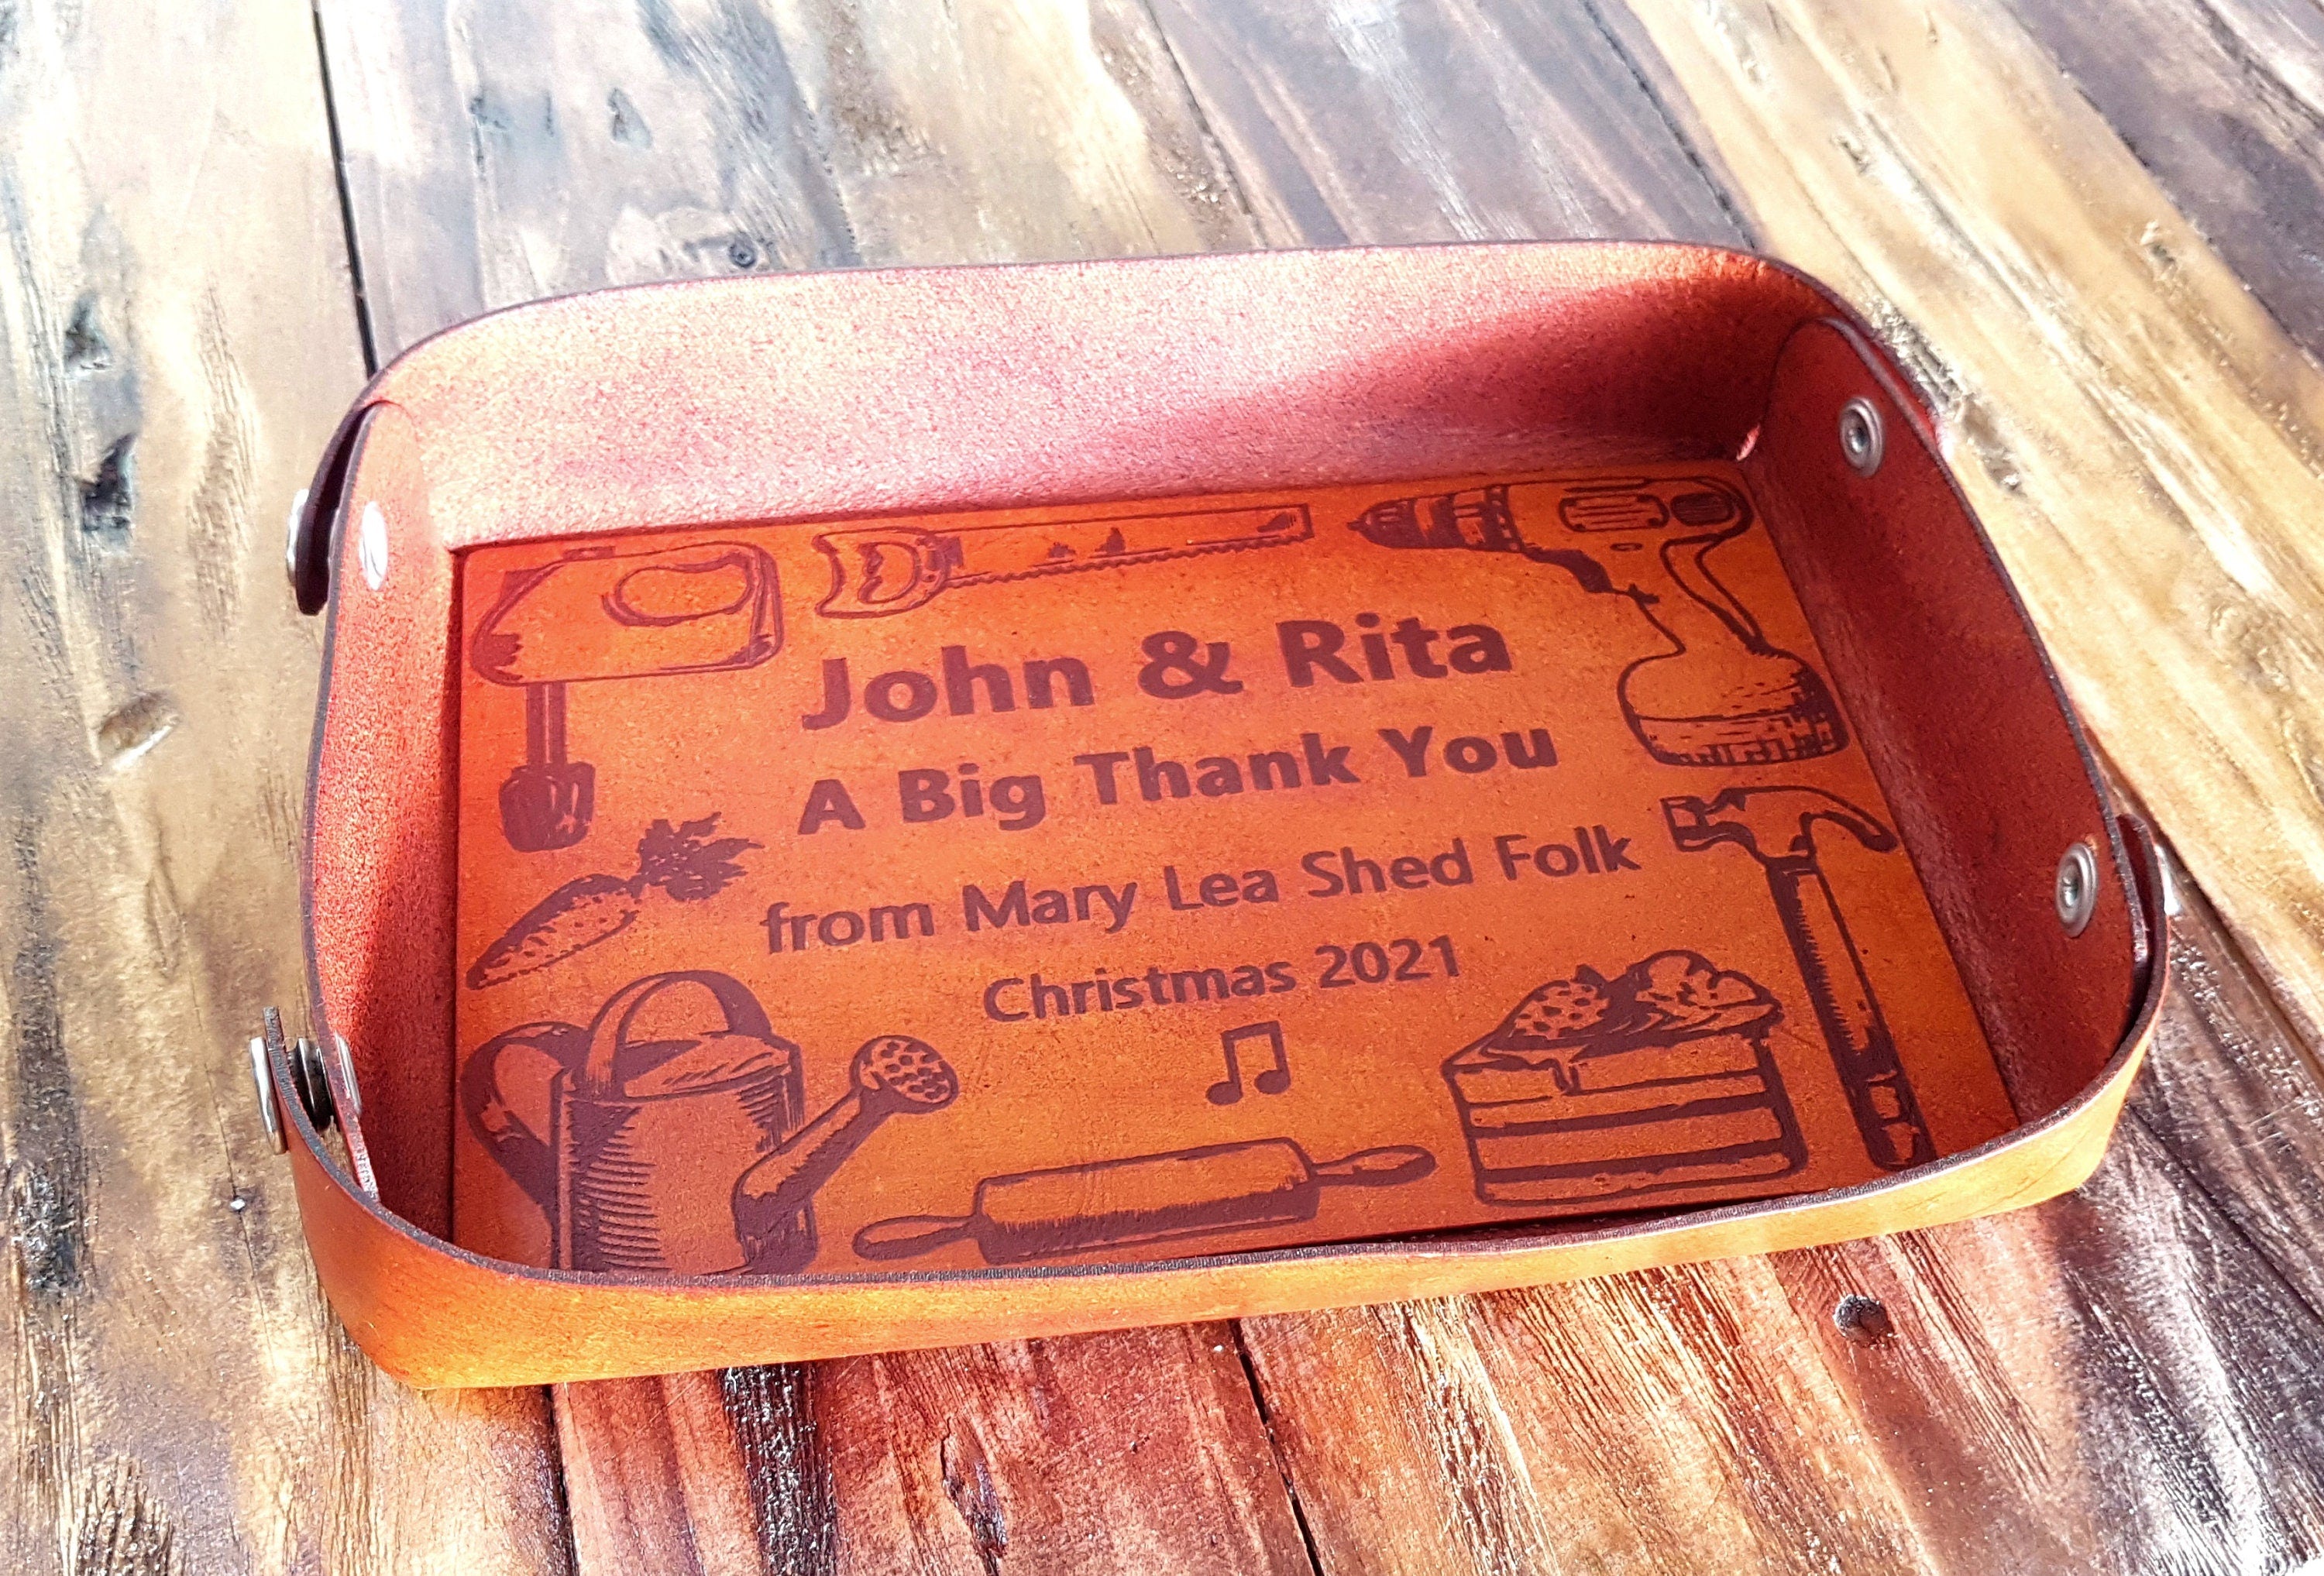 John & Rita
A Big Thank You
from Mary Lea Shed Folk
Christmas 2021